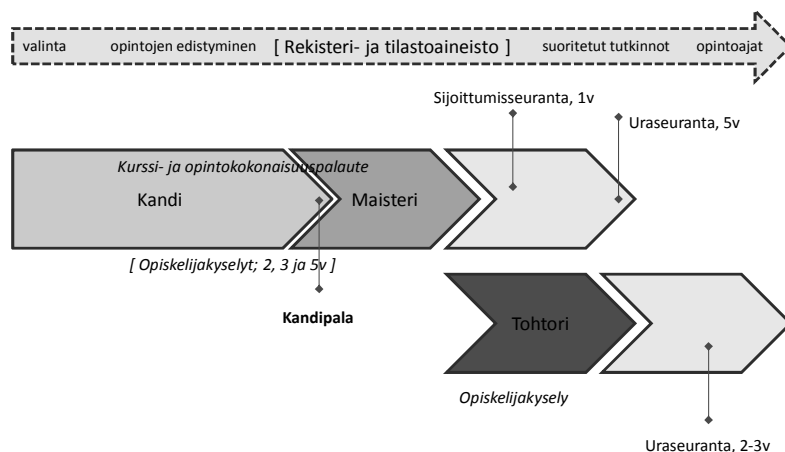 valinta opintojen edistyminen [ Rekisteri- ja tilastoaineisto ] suoritetut tutkinnot opintoajat
Sijoittumisseuranta, 1v
Uraseuranta, 5v
Kurssi- ja opintokokonaisuuspalaute
Kandi
Maisteri
[ Opiskelijakyselyt; 2, 3 ja 5v ]
Kandipala
Tohtori
Opiskelijakysely
Uraseuranta, 2-3v